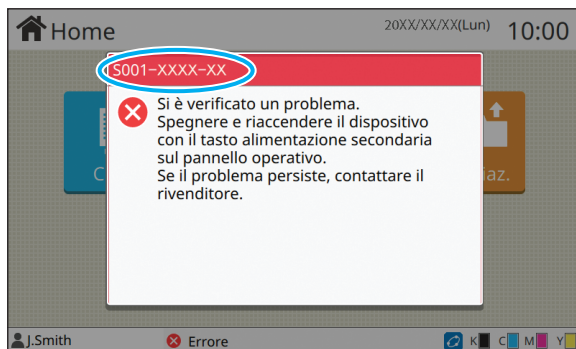 Home
20XX/XX/XX(Lun) 10:00
S001-XXXX-XX
Si è verificato un problema.
Spegnere e riaccendere il dispositivo
con il tasto alimentazione secondaria
sul pannello operativo.
Se il problema persiste, contattare il
rivenditore.
C
iaz.
J.Smith
Errore
K C M Y